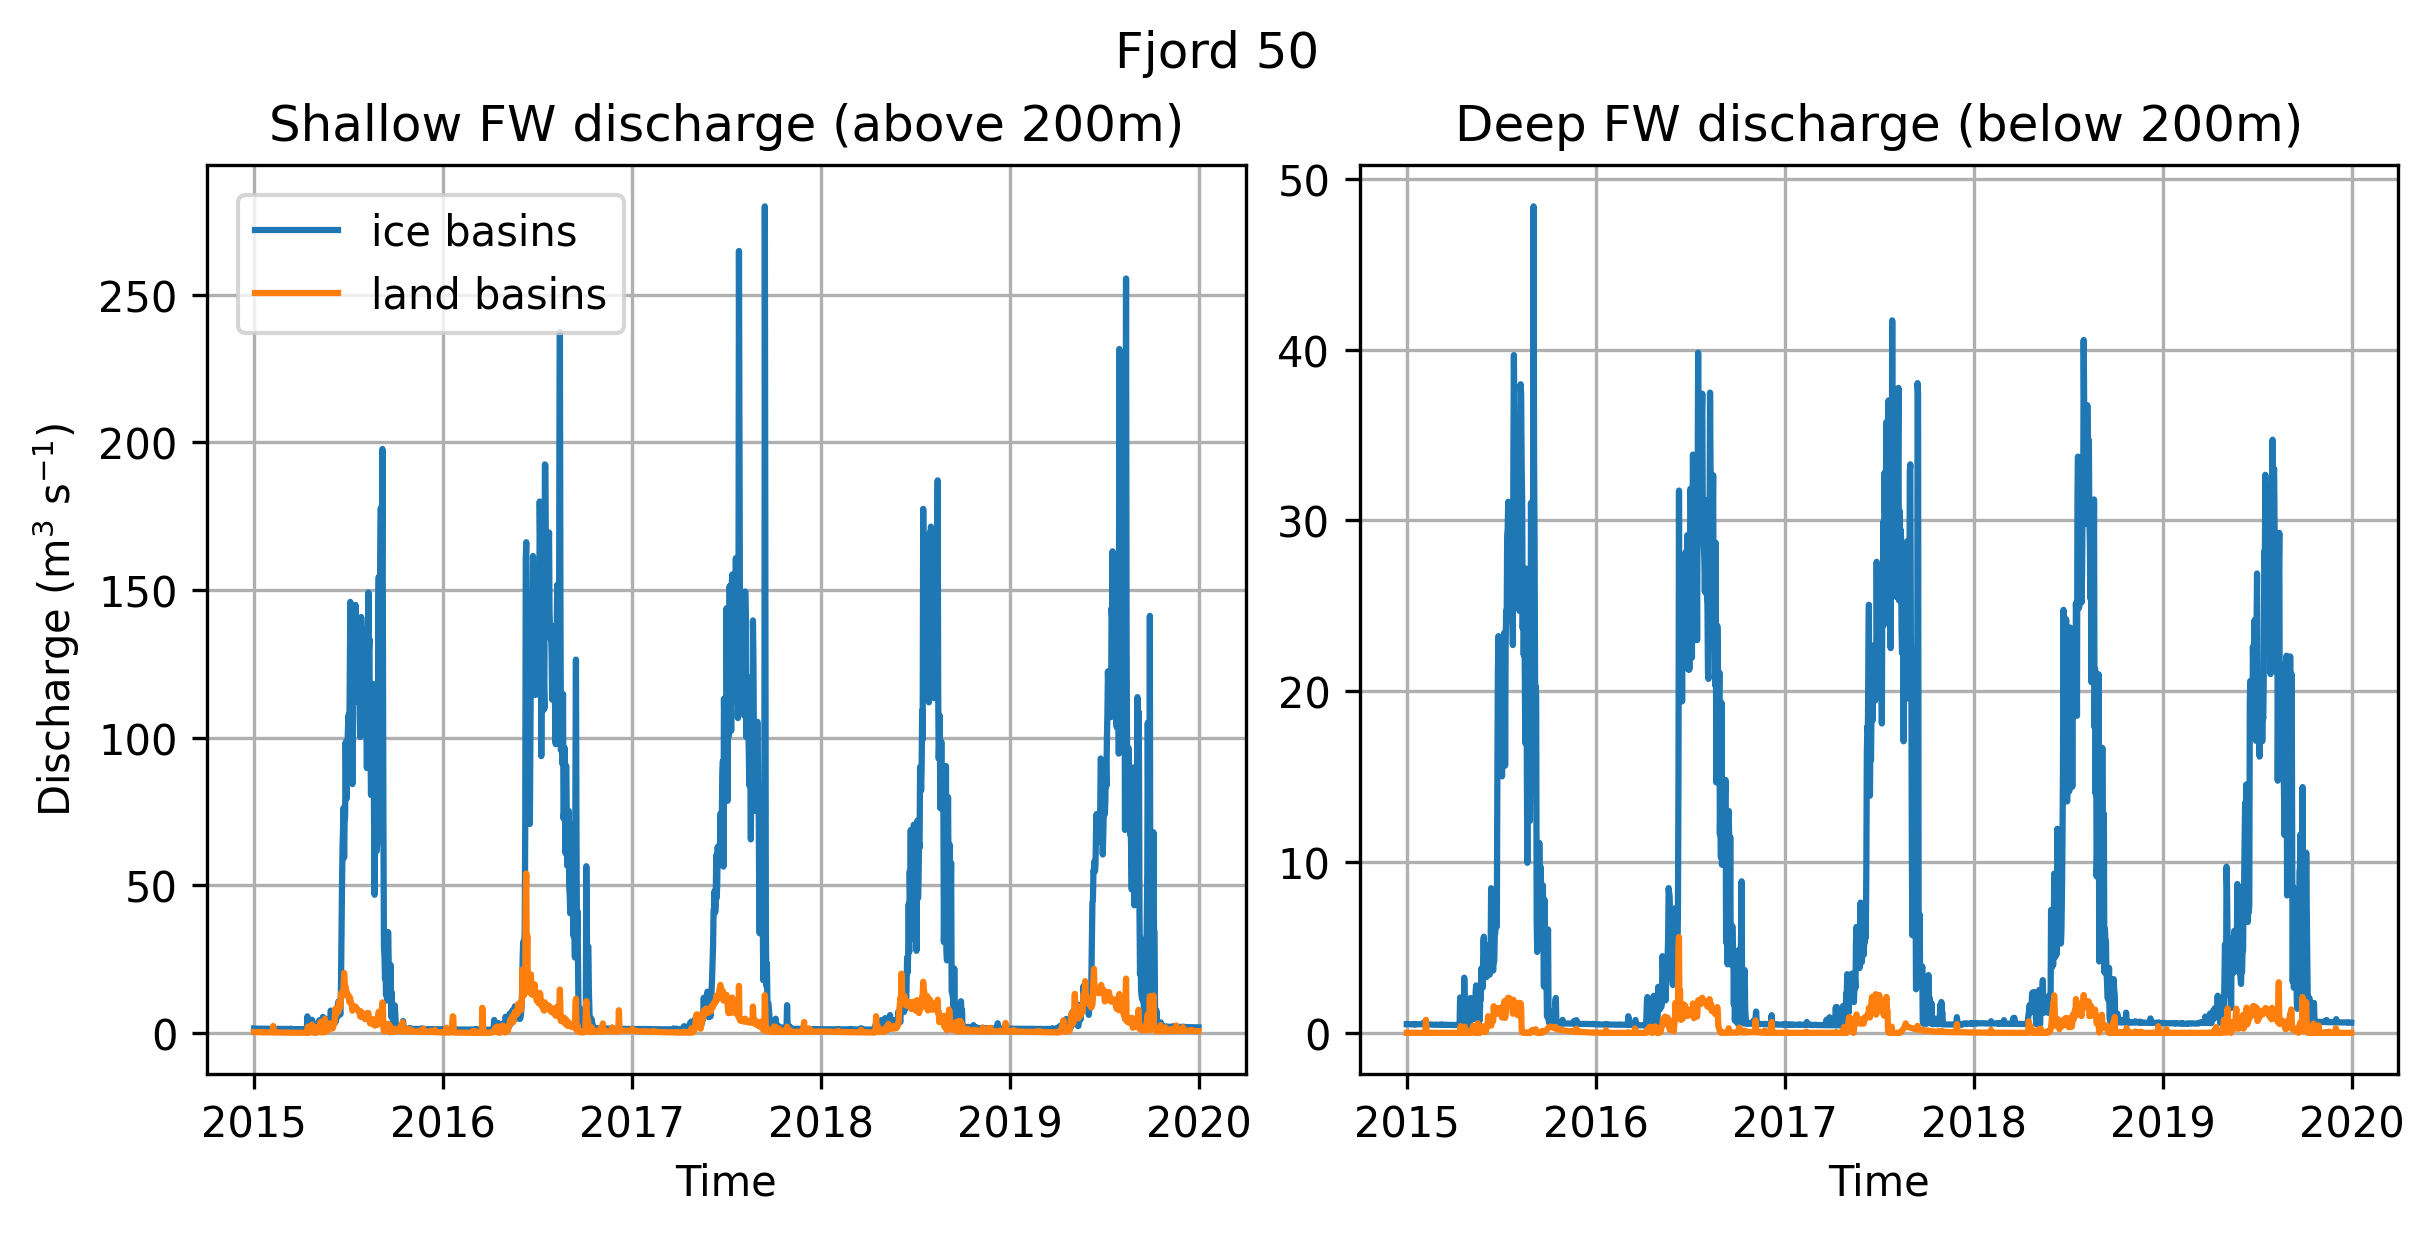 Fjord 50
Shallow FW discharge (above 200m)
Deep FW discharge (below 200m)
ice basins
land basins
Discharge (m³ s⁻¹)
250
200
150
100
50
0
2015 2016 2017 2018 2019 2020
Time
50
40
30
20
10
0
2015 2016 2017 2018 2019 2020
Time